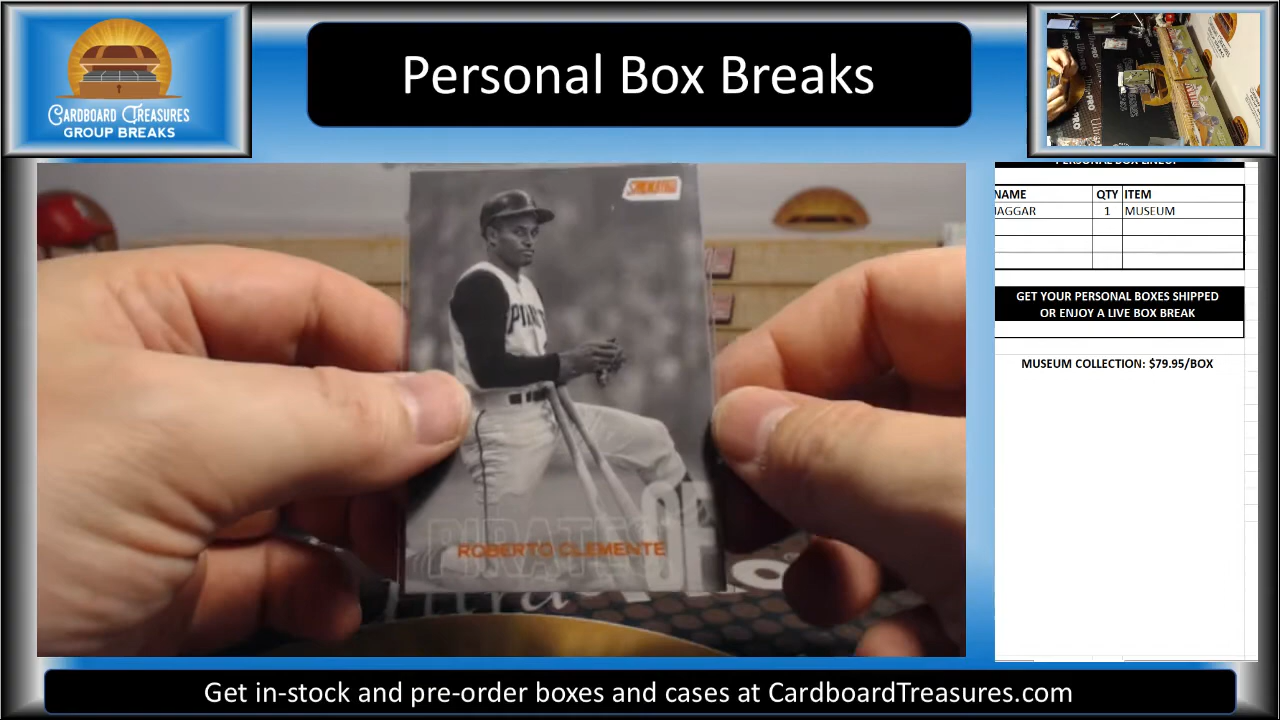 CARDBOARD TREASURES
GROUP BREAKS
Personal Box Breaks
PIRATES
OF
ROBERTO CLEMENTE
NAME QTY ITEM
JAGGAR 1 MUSEUM
GET YOUR PERSONAL BOXES SHIPPED
OR ENJOY A LIVE BOX BREAK
MUSEUM COLLECTION: $79.95/BOX
Get in-stock and pre-order boxes and cases at CardboardTreasures.com